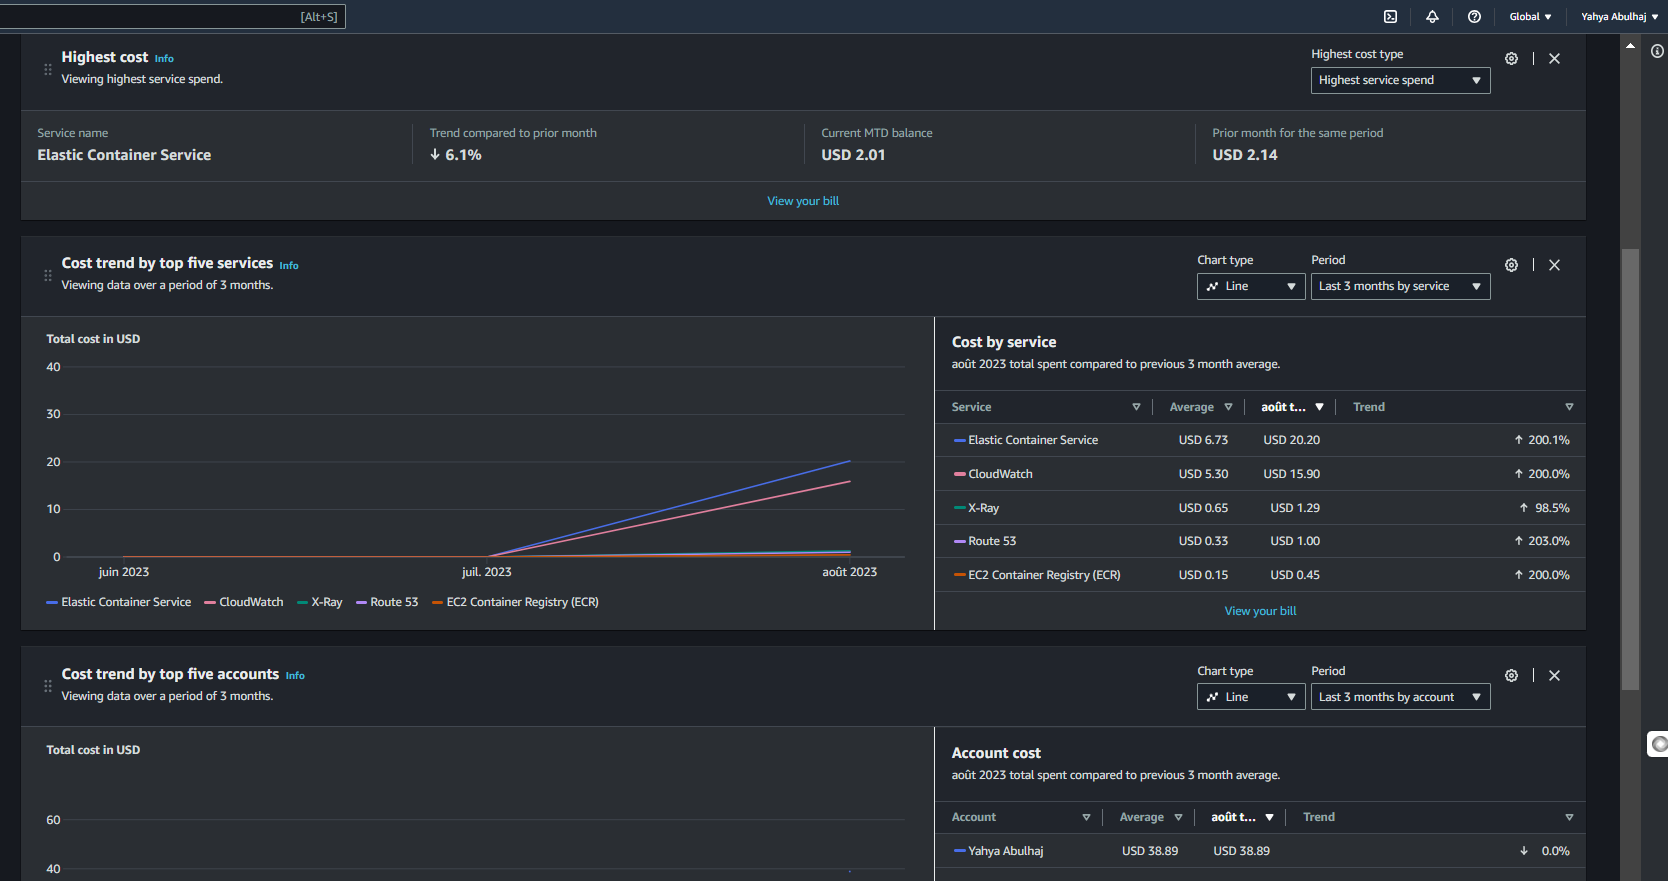 [Alt+S]
Global
Yahya Abulhaj
Highest cost Info
Viewing highest service spend.
Highest cost type
Highest service spend
Service name
Elastic Container Service
Trend compared to prior month
6.1%
Current MTD balance
USD 2.01
Prior month for the same period
USD 2.14
View your bill
Cost trend by top five services Info
Viewing data over a period of 3 months.
Chart type
Line
Period
Last 3 months by service
Total cost in USD
40
30
20
10
0
juin 2023 juil. 2023 août 2023
Elastic Container Service CloudWatch X-Ray Route 53 EC2 Container Registry (ECR)
Cost by service
août 2023 total spent compared to previous 3 month average.
Service Average août t... Trend
Elastic Container Service USD 6.73 USD 20.20 ↑ 200.1%
CloudWatch USD 5.30 USD 15.90 ↑ 200.0%
X-Ray USD 0.65 USD 1.29 ↑ 98.5%
Route 53 USD 0.33 USD 1.00 ↑ 203.0%
EC2 Container Registry (ECR) USD 0.15 USD 0.45 ↑ 200.0%
View your bill
Cost trend by top five accounts Info
Viewing data over a period of 3 months.
Chart type
Line
Period
Last 3 months by account
Total cost in USD
60
40
Account cost
août 2023 total spent compared to previous 3 month average.
Account Average août t... Trend
Yahya Abulhaj USD 38.89 USD 38.89 ↓ 0.0%